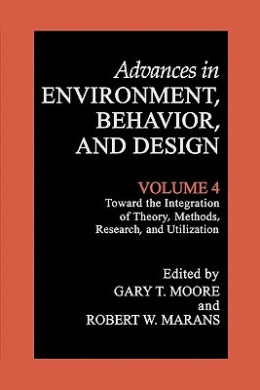 Advances in
ENVIRONMENT,
BEHAVIOR,
AND DESIGN
VOLUME 4
Toward the Integration
of Theory, Methods,
Research, and Utilization
Edited by
GARY T. MOORE
and
ROBERT W. MARANS